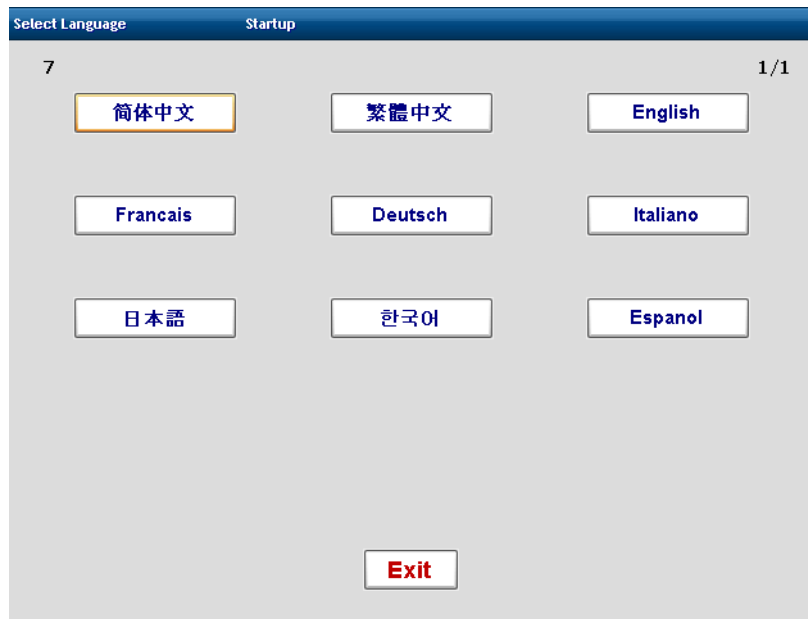 Select Language Startup
7 1/1
简体中文 繁體中文 English
Francais Deutsch Italiano
日本語 한국어 Espanol
Exit